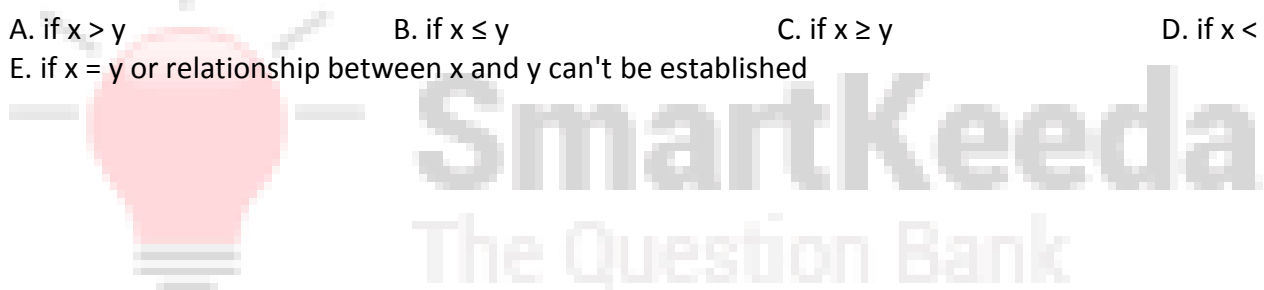 A. if x > y B. if x ≤ y C. if x ≥ y D. if x <
E. if x = y or relationship between x and y can't be established
SmartKeeda
The Question Bank